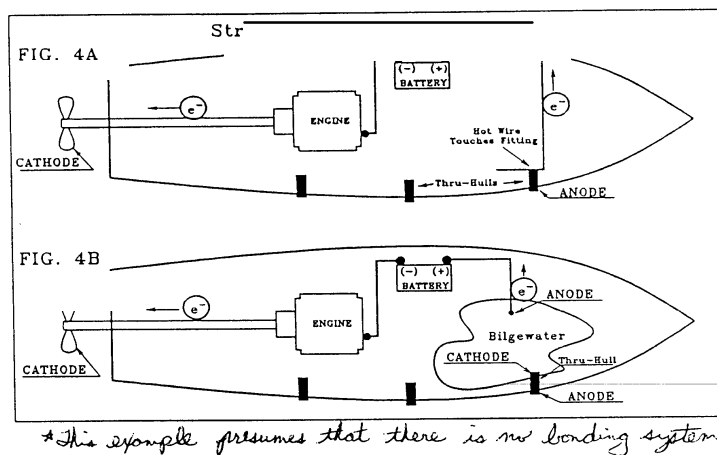 Str
FIG. 4A
(-) (+)
BATTERY
e-
ENGINE
e-
CATHODE
Hot Wire
Touches Fitting
Thru-Hulls
ANODE
FIG. 4B
(-) (+)
BATTERY
e-
e-
ANODE
ENGINE
Bilgewater
CATHODE
CATHODE
Thru-Hull
ANODE
*This example presumes that there is no bonding system